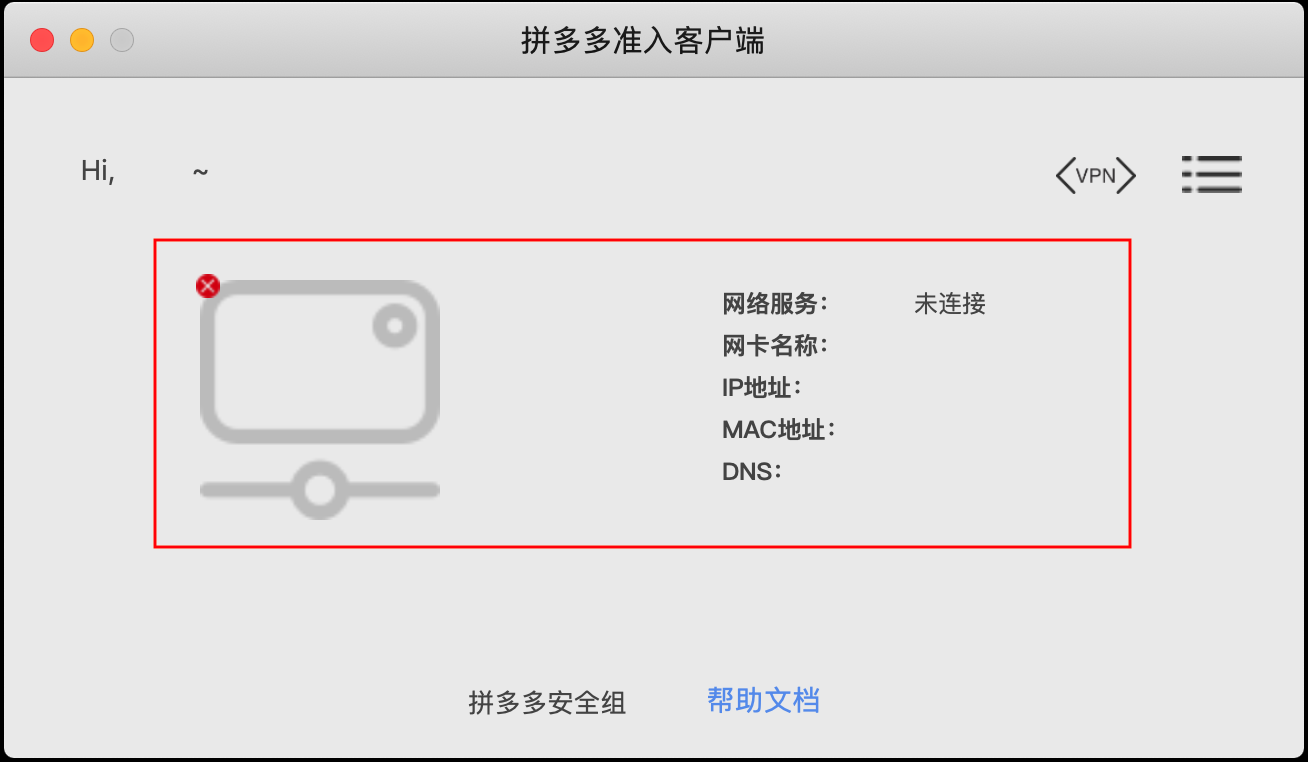 拼多多准入客户端
Hi, ~
VPN
网络服务： 未连接
网卡名称：
IP地址：
MAC地址：
DNS：
拼多多安全组 帮助文档